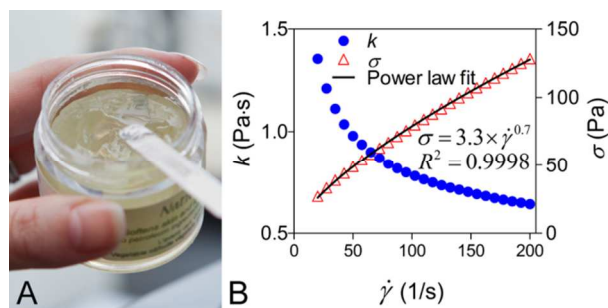 A
B
k
σ
Power law fit
σ = 3.3 × γ̇^0.7
R² = 0.9998
k (Pa·s)
1.5
1.0
0.5
σ (Pa)
150
100
50
0
0 50 100 150 200
γ̇ (1/s)